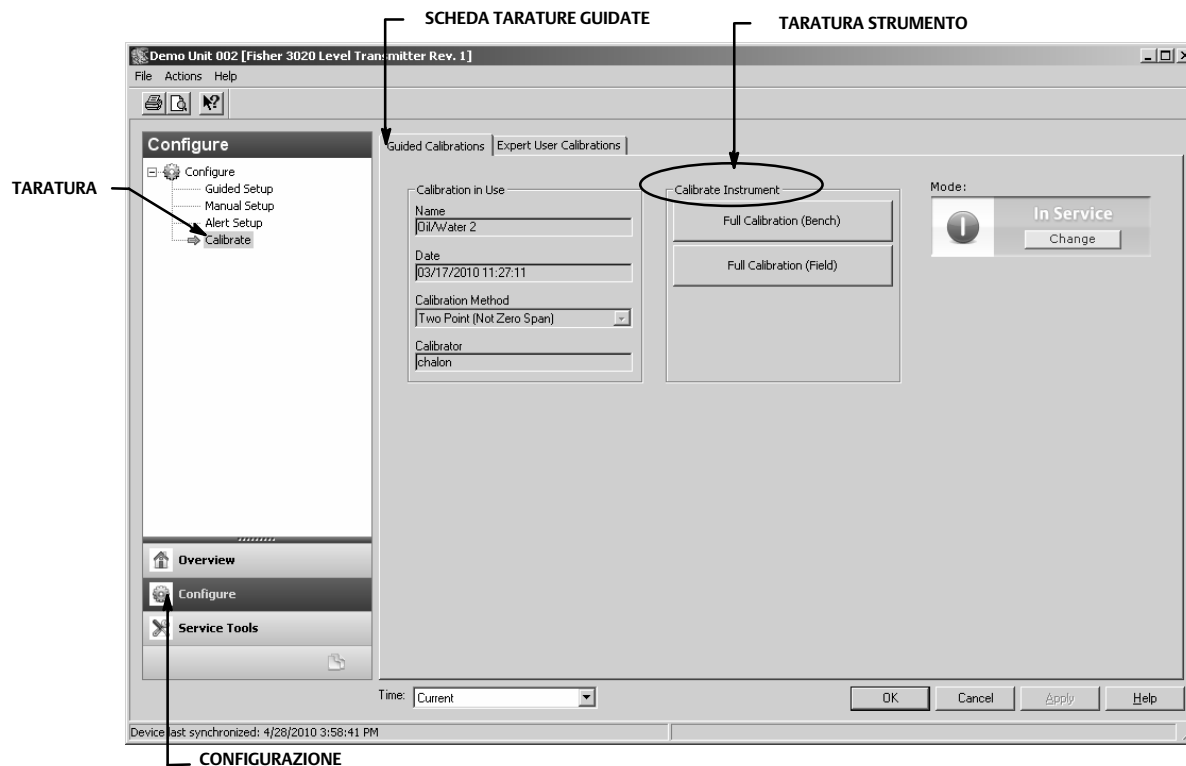 SCHEDA TARATURE GUIDATE
TARATURA STRUMENTO
Demo Unit 002 [Fisher 3020 Level Transmitter Rev. 1]
File Actions Help
Configure
Guided Calibrations
Expert User Calibrations
Configure
Guided Setup
Manual Setup
Alert Setup
Calibrate
TARATURA
Calibration in Use
Name
Oil/Water 2
Date
03/17/2010 11:27:11
Calibration Method
Two Point (Not Zero Span)
Calibrator
chalon
Calibrate Instrument
Full Calibration (Bench)
Full Calibration (Field)
Mode:
In Service
Change
Overview
Configure
Service Tools
Time:
Current
OK
Cancel
Apply
Help
Device last synchronized: 4/28/2010 3:58:41 PM
CONFIGURAZIONE